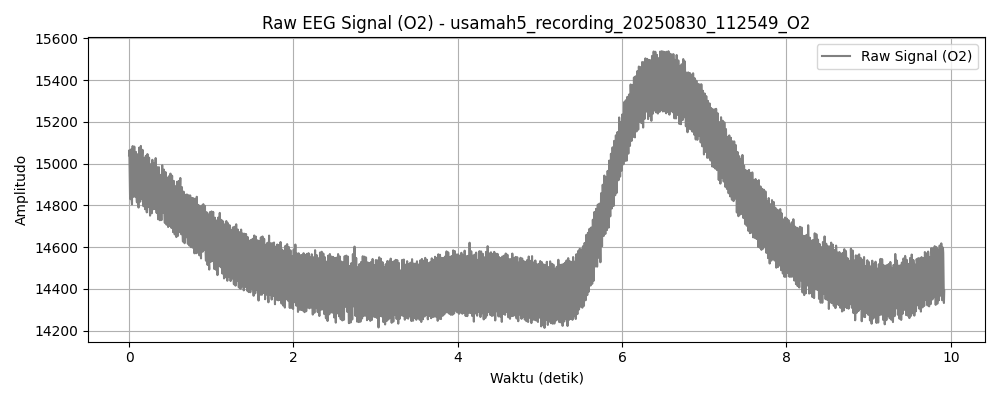 Raw EEG Signal (O2) - usamah5_recording_20250830_112549_O2
Raw Signal (O2)
15600
15400
15200
15000
14800
14600
14400
14200
Amplitudo
0 2 4 6 8 10
Waktu (detik)